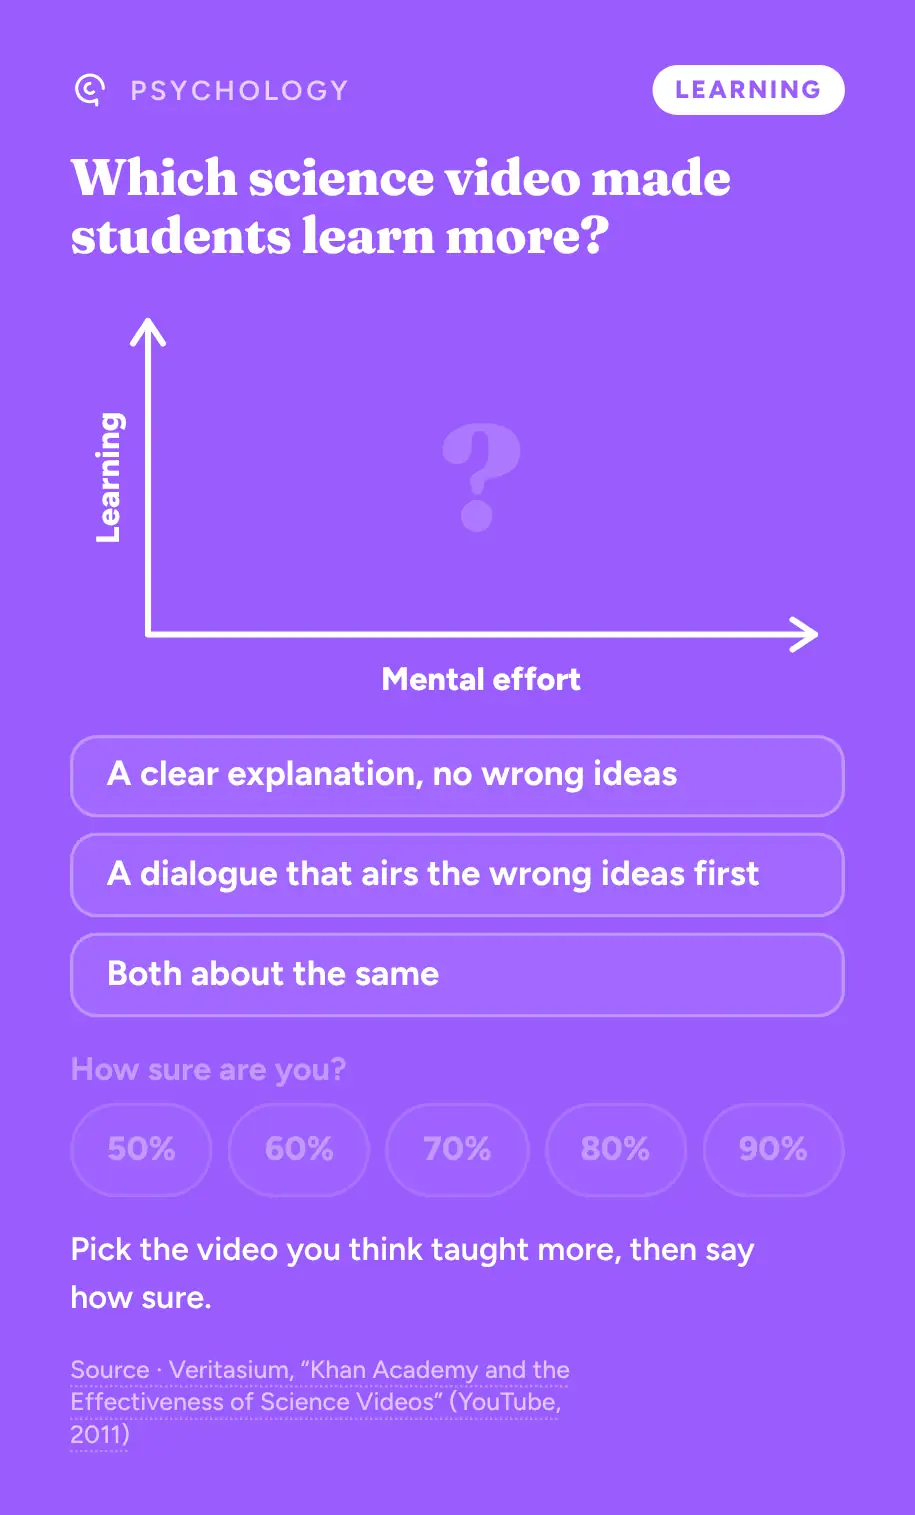 PSYCHOLOGY
LEARNING
Which science video made
students learn more?
Learning
?
Mental effort
A clear explanation, no wrong ideas
A dialogue that airs the wrong ideas first
Both about the same
How sure are you?
50% 60% 70% 80% 90%
Pick the video you think taught more, then say
how sure.
Source · Veritasium, “Khan Academy and the
Effectiveness of Science Videos” (YouTube,
2011)